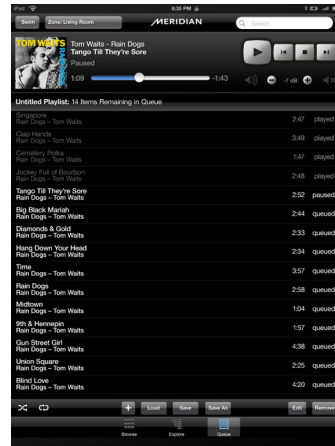 iPad
8:35 PM
Swim
Zone: Living Room
MERIDIAN
Search
TOM WAITS
RAIN DOGS
Tom Waits - Rain Dogs
Tango Till They're Sore
Paused
1:09
-1:43
-7 dB
Untitled Playlist: 14 Items Remaining in Queue
Singapore
Rain Dogs – Tom Waits
2:47 played
Clap Hands
Rain Dogs – Tom Waits
3:49 played
Cemetery Polka
Rain Dogs – Tom Waits
1:47 played
Jockey Full of Bourbon
Rain Dogs – Tom Waits
2:48 played
Tango Till They're Sore
Rain Dogs – Tom Waits
2:52 paused
Big Black Mariah
Rain Dogs – Tom Waits
2:44 queued
Diamonds & Gold
Rain Dogs – Tom Waits
2:33 queued
Hang Down Your Head
Rain Dogs – Tom Waits
2:34 queued
Time
Rain Dogs – Tom Waits
3:57 queued
Rain Dogs
Rain Dogs – Tom Waits
2:58 queued
Midtown
Rain Dogs – Tom Waits
1:04 queued
9th & Hennepin
Rain Dogs – Tom Waits
1:57 queued
Gun Street Girl
Rain Dogs – Tom Waits
4:38 queued
Union Square
Rain Dogs – Tom Waits
2:25 queued
Blind Love
Rain Dogs – Tom Waits
4:20 queued
Load
Save
Save As
Edit
Remove
Browse
Explore
Queue